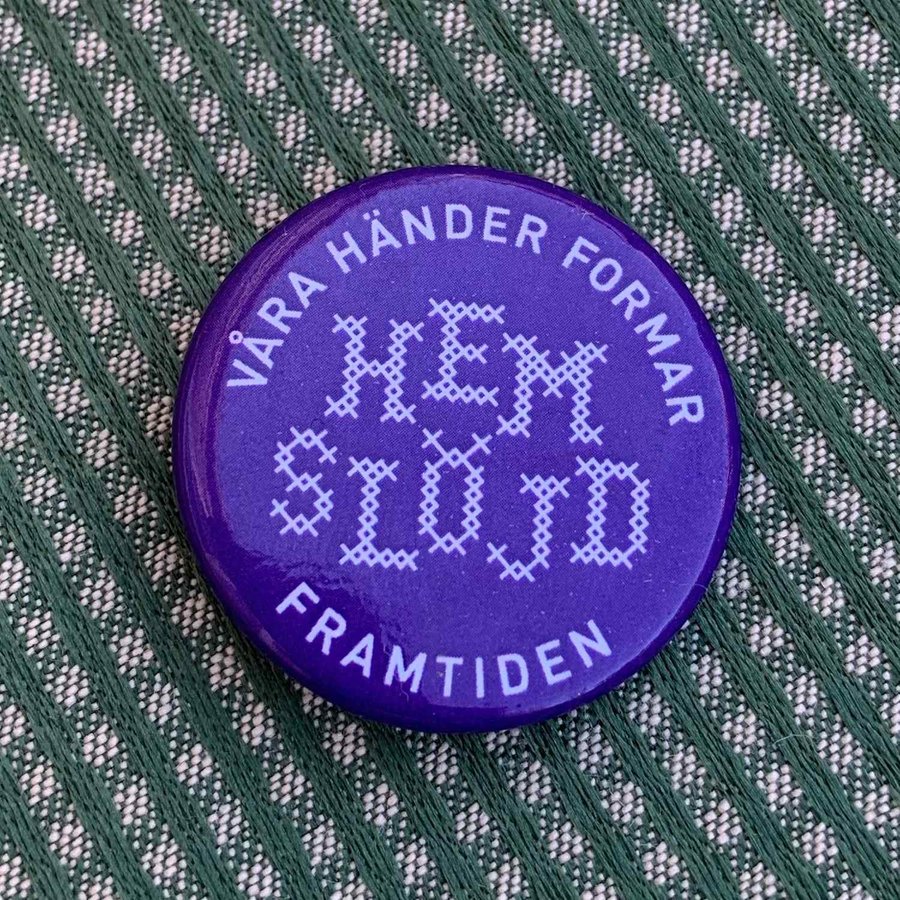 VÅRA HÄNDER FORMAR
HEM
SLÖJD
FRAMTIDEN